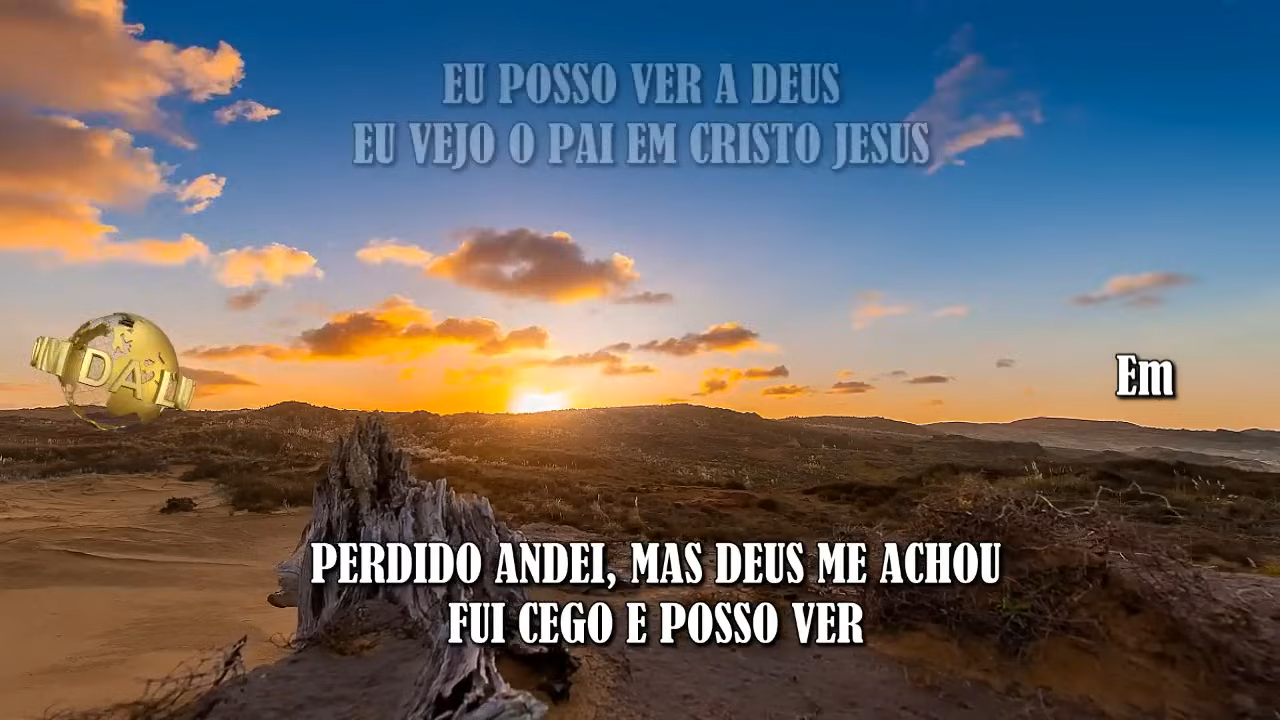 EU POSSO VER A DEUS
EU VEJO O PAI EM CRISTO JESUS
Em
PERDIDO ANDEI, MAS DEUS ME ACHOU
FUI CEGO E POSSO VER